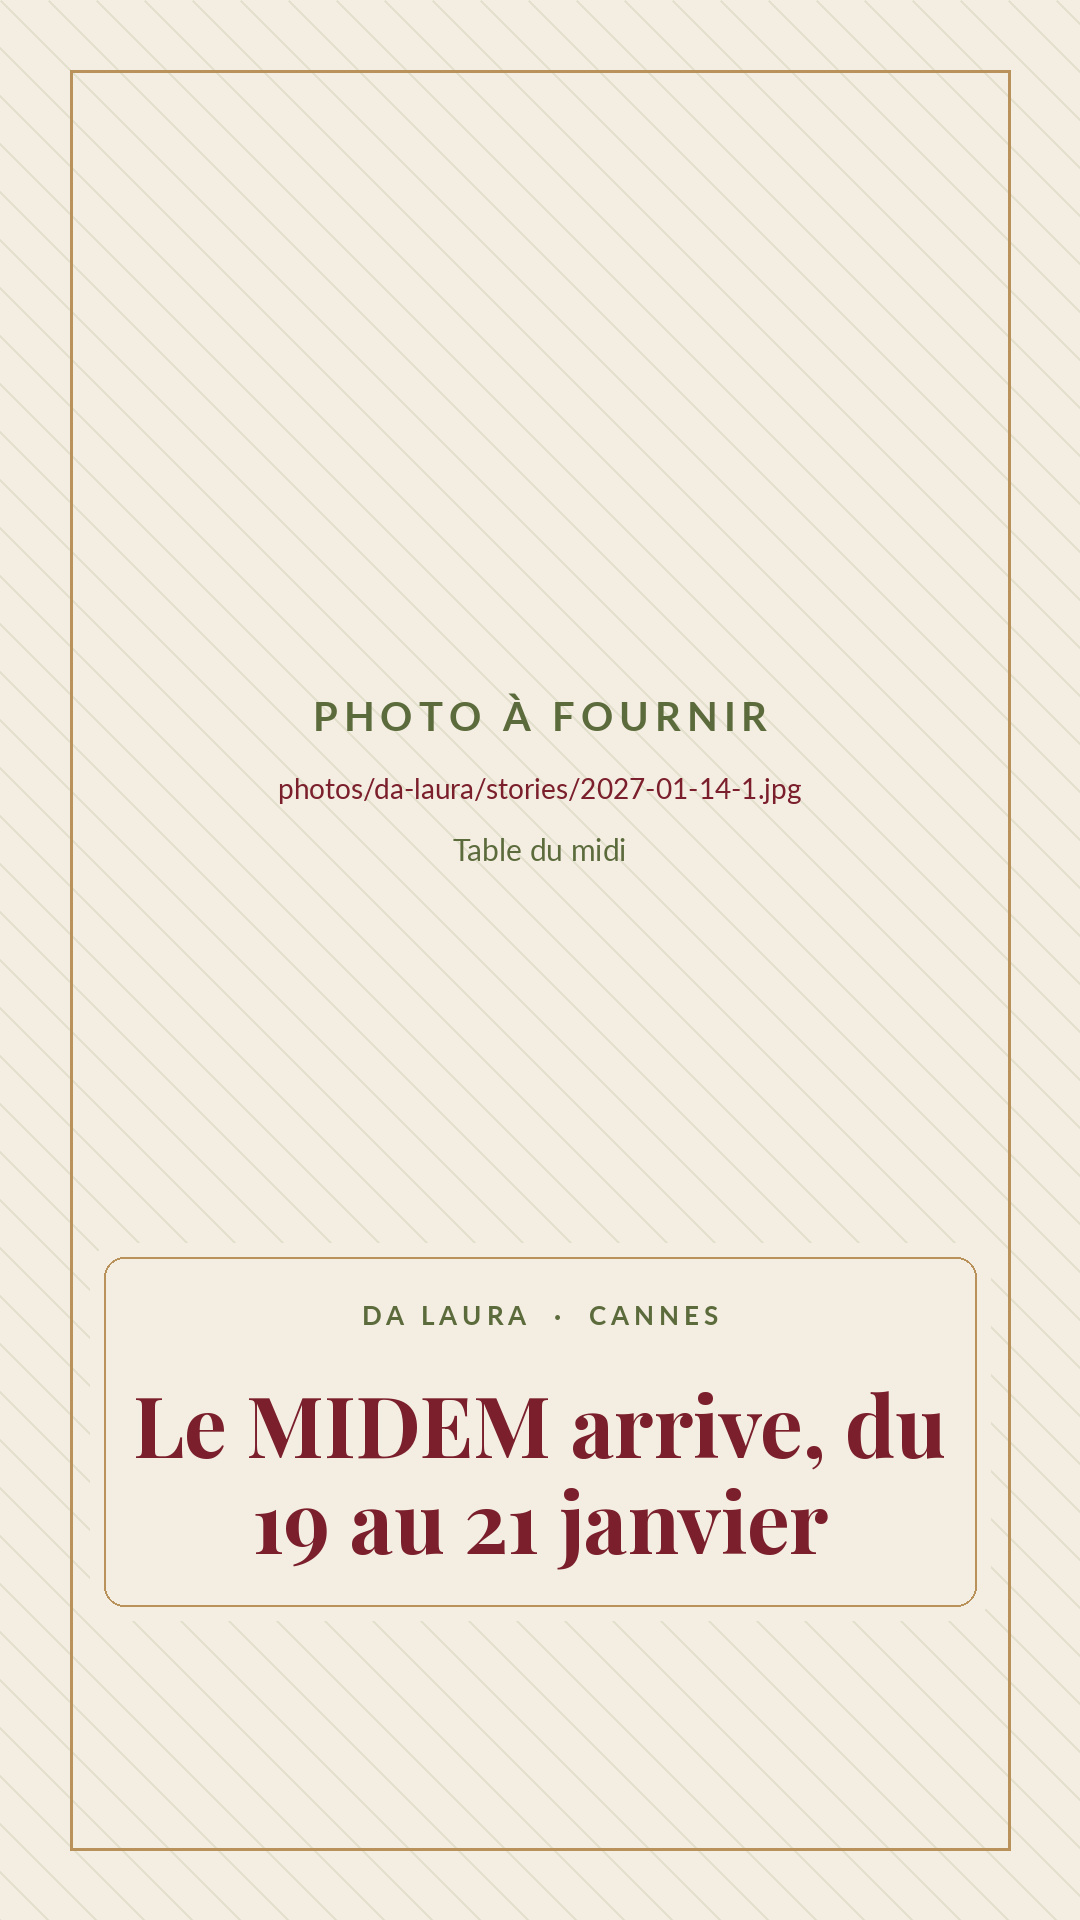 PHOTO À FOURNIR
photos/da-laura/stories/2027-01-14-1.jpg
Table du midi
DA LAURA · CANNES
Le MIDEM arrive, du
19 au 21 janvier